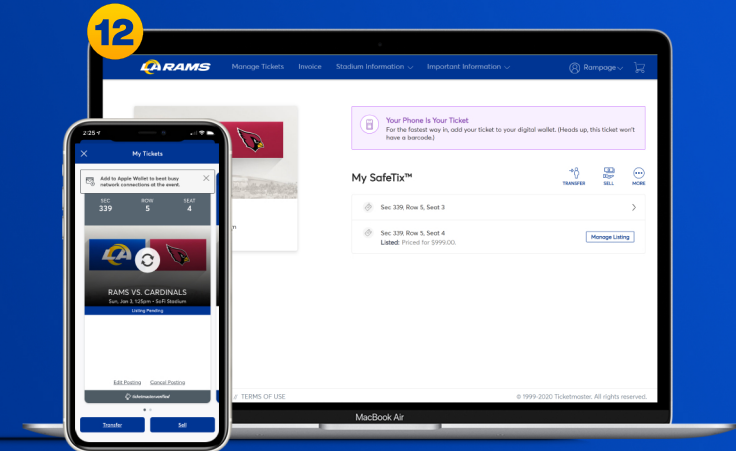 12
LA RAMS
Manage Tickets
Invoice
Stadium Information
Important Information
Rampage
Your Phone Is Your Ticket
For the fastest way in, add your ticket to your digital wallet. (Heads up, this ticket won't
have a barcode.)
My SafeTix™
TRANSFER
SELL
MORE
Sec 339, Row 5, Seat 3
Sec 339, Row 5, Seat 4
Listed: Priced for $999.00.
Manage Listing
// TERMS OF USE
© 1999-2020 Ticketmaster. All rights reserved.
MacBook Air
2:25
My Tickets
Add to Apple Wallet to beat busy
network connections at the event.
SEC
ROW
SEAT
339
5
4
LA
RAMS VS. CARDINALS
Sun, Jan 3, 1:25pm • SoFi Stadium
Listing Pending
Edit Posting
Cancel Posting
ticketmaster verified
Transfer
Sell